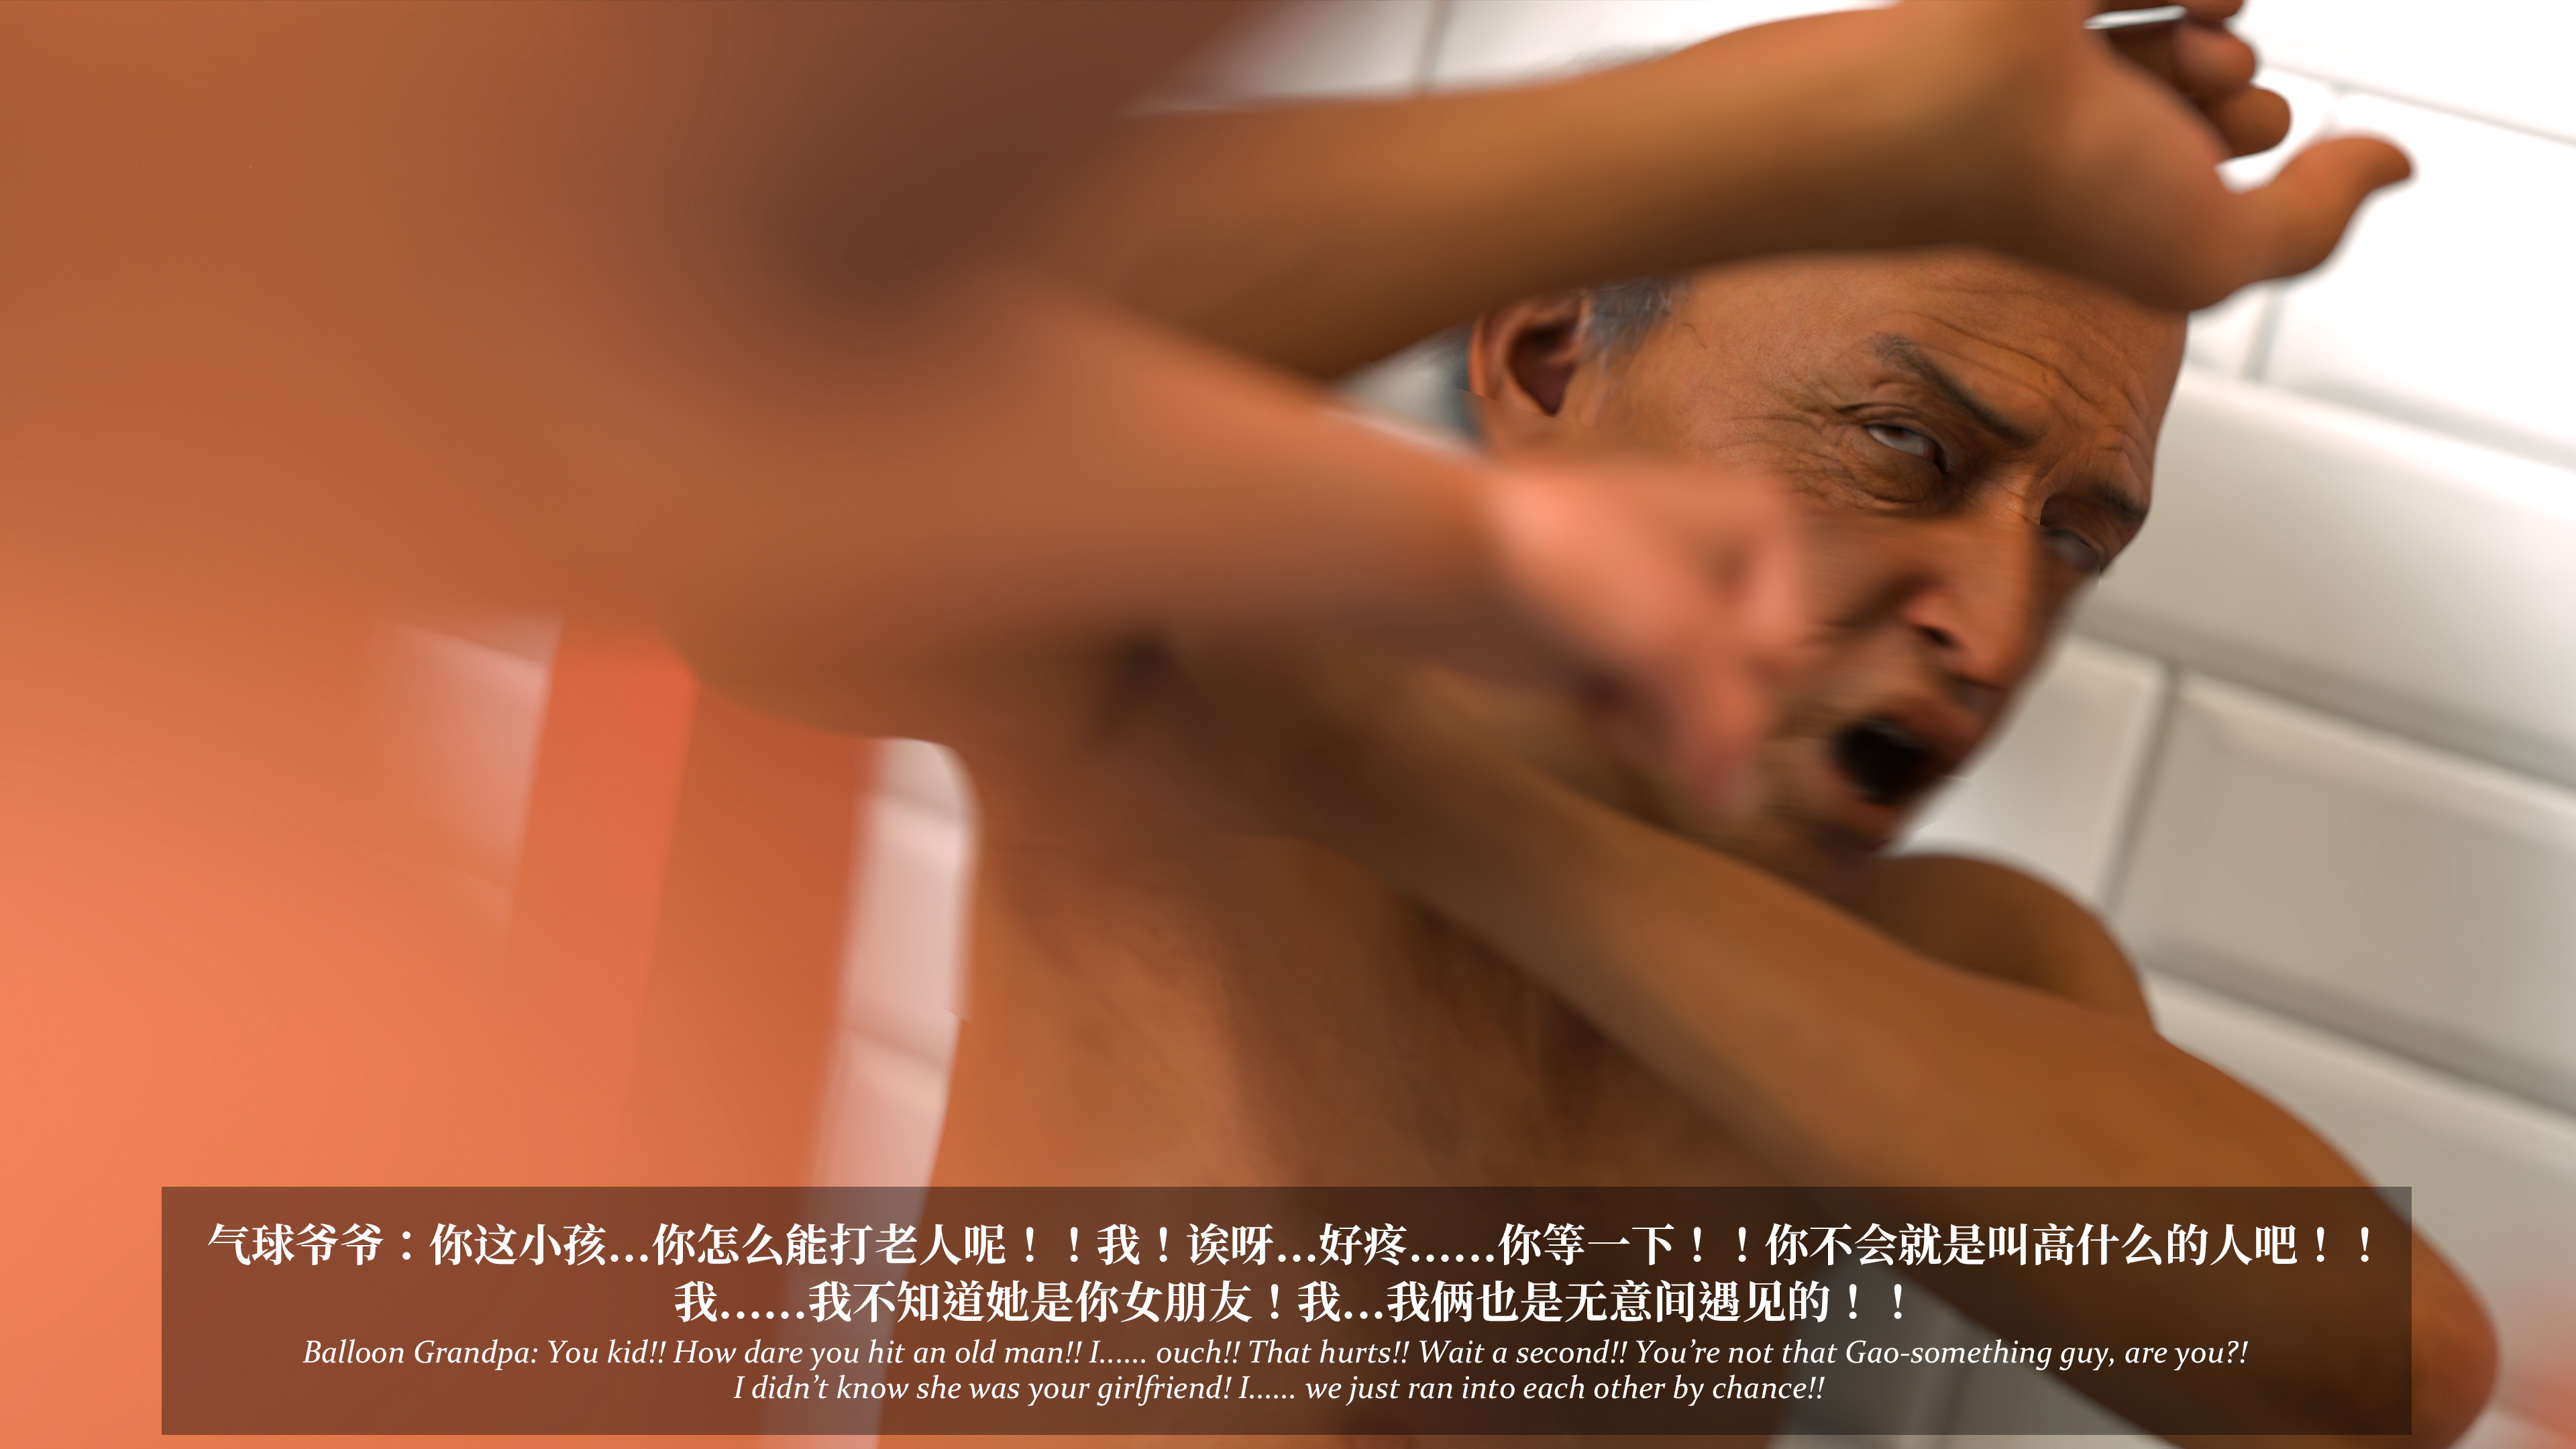 气球爷爷：你这小孩...你怎么能打老人呢！！我！诶呀...好疼......你等一下！！你不会就是叫高什么的人吧！！
我......我不知道她是你女朋友！我...我俩也是无意间遇见的！！
Balloon Grandpa: You kid!! How dare you hit an old man!! I...... ouch!! That hurts!! Wait a second!! You’re not that Gao-something guy, are you?!
I didn’t know she was your girlfriend! I...... we just ran into each other by chance!!